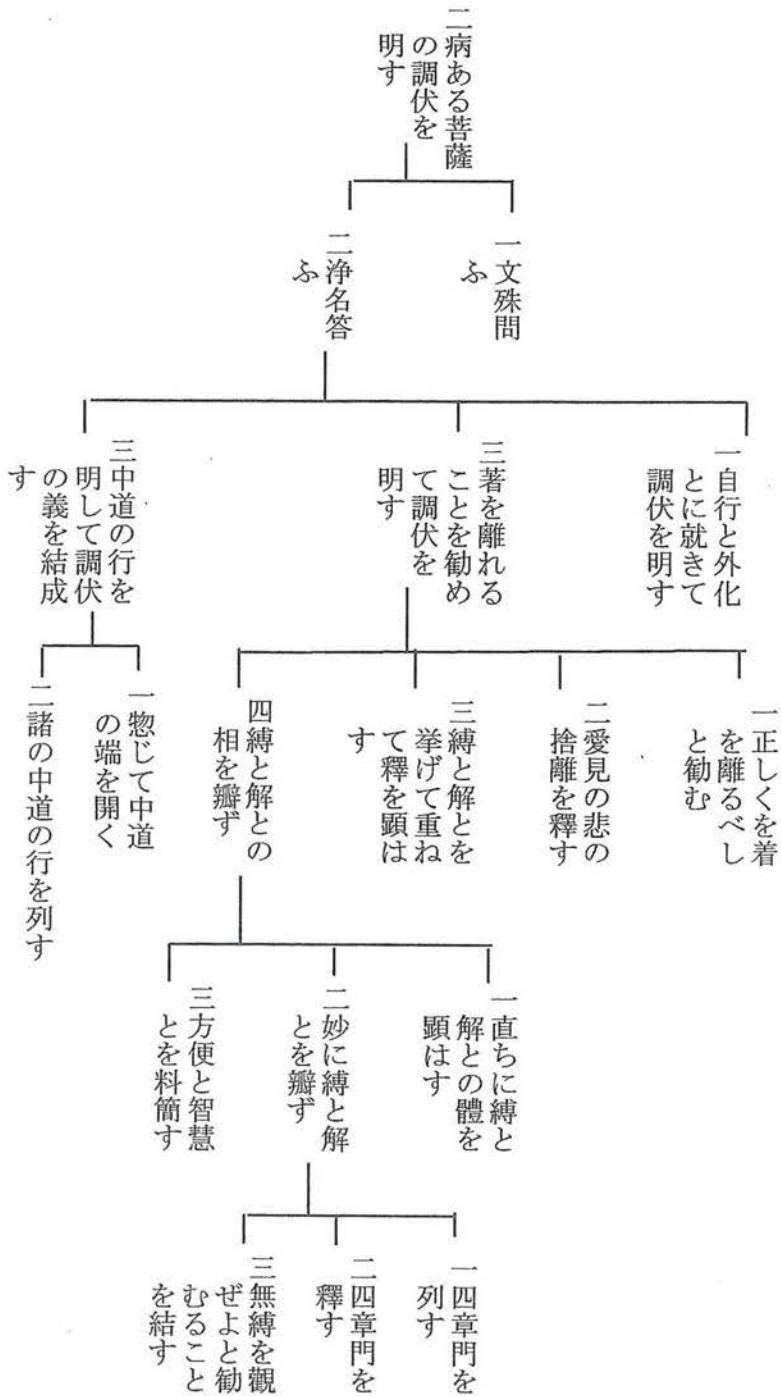 二病ある菩薩
の調伏を
明す
一文殊問
ふ
二浄名答
ふ
一自行と外化
とに就きて
調伏を明す
三著を離れる
ことを勧め
て調伏を
明す
三中道の行を
明して調伏
の義を結成
す
一正しくを着
を離るべし
と勧む
二愛見の悲の
捨離を釋す
三縛と解とを
挙げて重ね
て釋を顕は
す
四縛と解との
相を瓣ず
一惣じて中道
の端を開く
二諸の中道の行を列す
一直ちに縛と
解との體を
顕はす
二妙に縛と解
とを瓣ず
三方便と智慧
とを料簡す
一四章門を
列す
二四章門を
釋す
三無縛を觀
ぜよと勧
むること
を結す